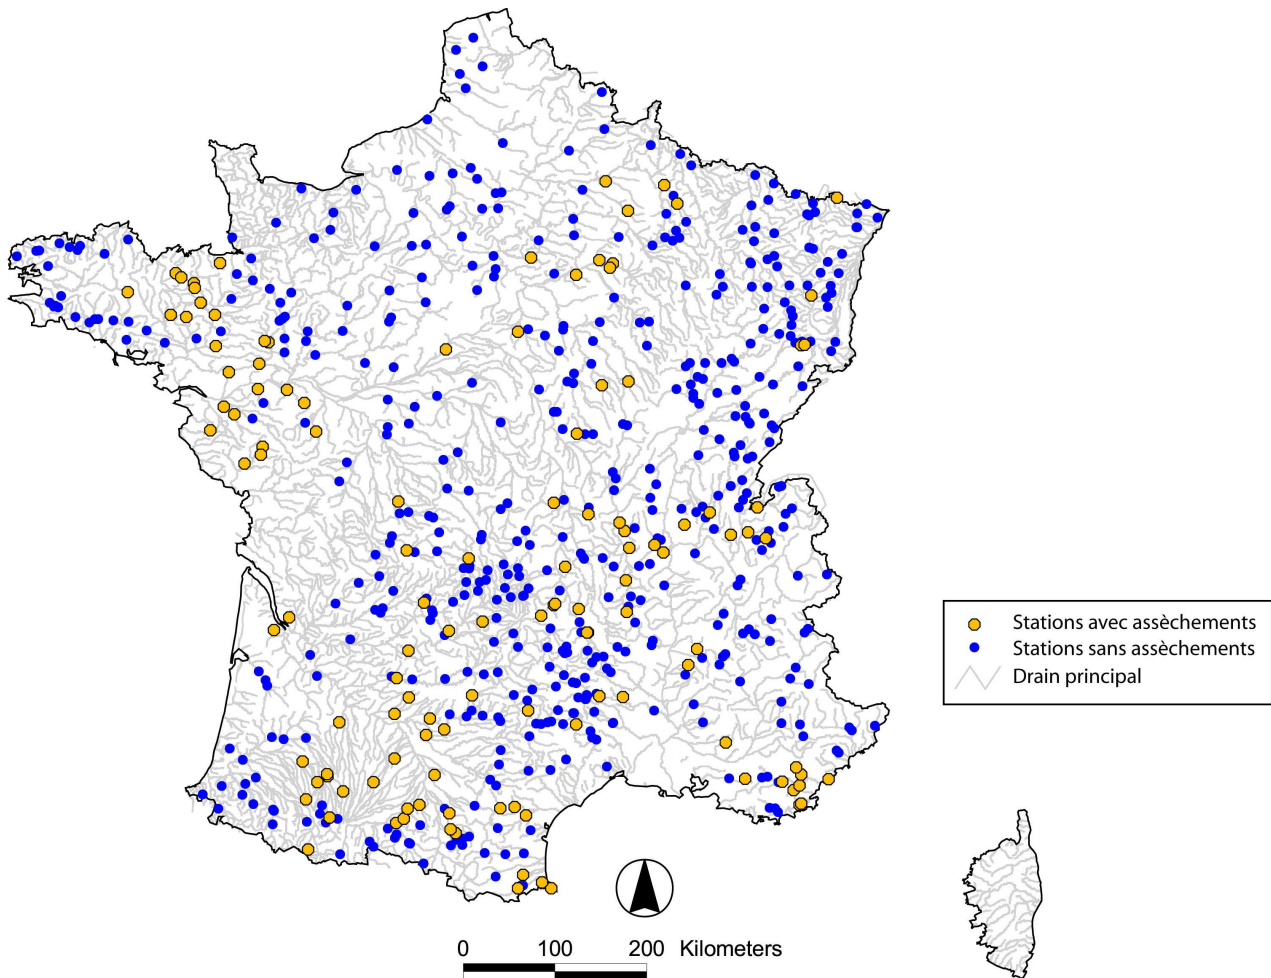 Stations avec assèchements
Stations sans assèchements
Drain principal
0 100 200 Kilometers